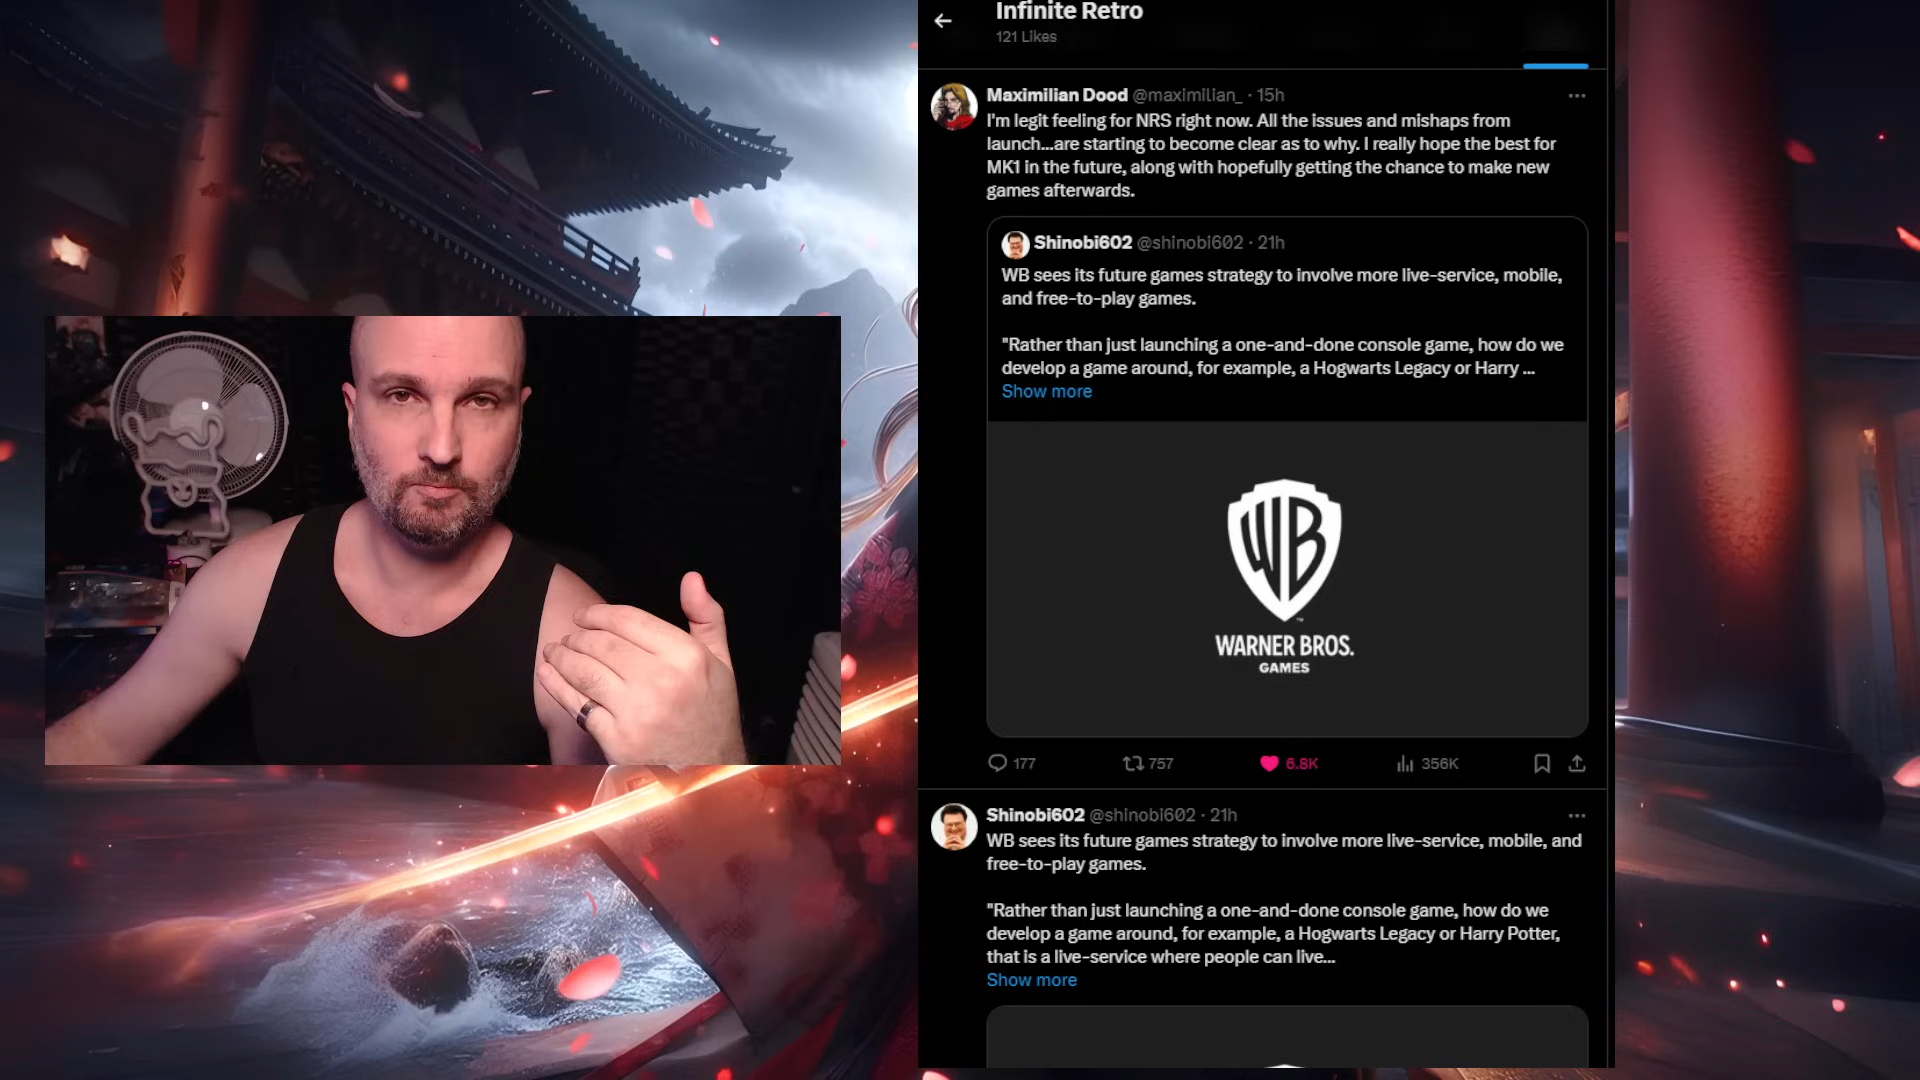 Infinite Retro
121 Likes
Maximilian Dood @maximilian_ · 15h
I'm legit feeling for NRS right now. All the issues and mishaps from
launch...are starting to become clear as to why. I really hope the best for
MK1 in the future, along with hopefully getting the chance to make new
games afterwards.
Shinobi602 @shinobi602 · 21h
WB sees its future games strategy to involve more live-service, mobile,
and free-to-play games.
"Rather than just launching a one-and-done console game, how do we
develop a game around, for example, a Hogwarts Legacy or Harry ...
Show more
WB
WARNER BROS.
GAMES
177 757 6.8K 356K
Shinobi602 @shinobi602 · 21h
WB sees its future games strategy to involve more live-service, mobile, and
free-to-play games.
"Rather than just launching a one-and-done console game, how do we
develop a game around, for example, a Hogwarts Legacy or Harry Potter,
that is a live-service where people can live...
Show more